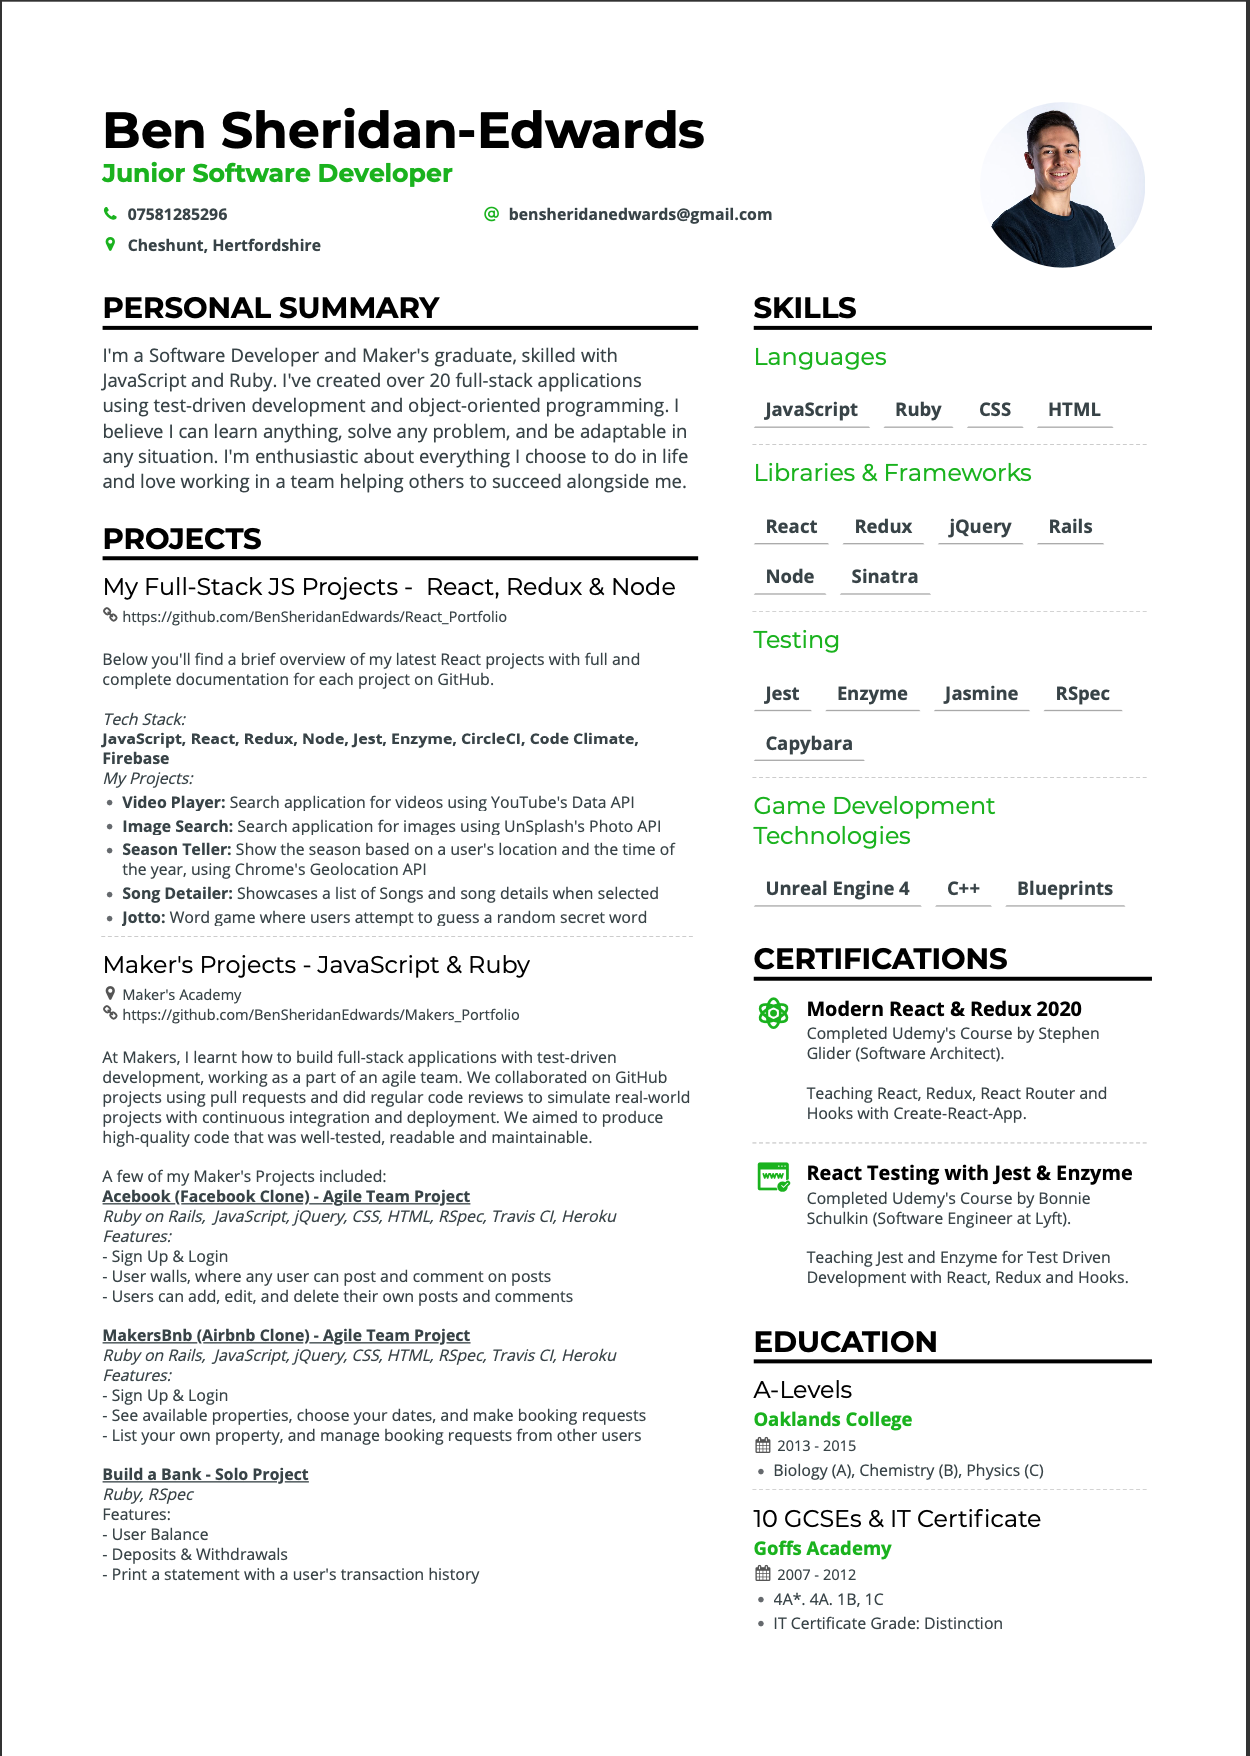 Ben Sheridan-Edwards
Junior Software Developer
07581285296
@ bensheridanedwards@gmail.com
Cheshunt, Hertfordshire
PERSONAL SUMMARY
I'm a Software Developer and Maker's graduate, skilled with
JavaScript and Ruby. I've created over 20 full-stack applications
using test-driven development and object-oriented programming. I
believe I can learn anything, solve any problem, and be adaptable in
any situation. I'm enthusiastic about everything I choose to do in life
and love working in a team helping others to succeed alongside me.
PROJECTS
My Full-Stack JS Projects -  React, Redux & Node
https://github.com/BenSheridanEdwards/React_Portfolio
Below you'll find a brief overview of my latest React projects with full and
complete documentation for each project on GitHub.
Tech Stack:
JavaScript, React, Redux, Node, Jest, Enzyme, CircleCI, Code Climate,
Firebase
My Projects:
• Video Player: Search application for videos using YouTube's Data API
• Image Search: Search application for images using UnSplash's Photo API
• Season Teller: Show the season based on a user's location and the time of
the year, using Chrome's Geolocation API
• Song Detailer: Showcases a list of Songs and song details when selected
• Jotto: Word game where users attempt to guess a random secret word
Maker's Projects - JavaScript & Ruby
Maker's Academy
https://github.com/BenSheridanEdwards/Makers_Portfolio
At Makers, I learnt how to build full-stack applications with test-driven
development, working as a part of an agile team. We collaborated on GitHub
projects using pull requests and did regular code reviews to simulate real-world
projects with continuous integration and deployment. We aimed to produce
high-quality code that was well-tested, readable and maintainable.
A few of my Maker's Projects included:
Acebook (Facebook Clone) - Agile Team Project
Ruby on Rails,  JavaScript, jQuery, CSS, HTML, RSpec, Travis CI, Heroku
Features:
- Sign Up & Login
- User walls, where any user can post and comment on posts
- Users can add, edit, and delete their own posts and comments
MakersBnb (Airbnb Clone) - Agile Team Project
Ruby on Rails,  JavaScript, jQuery, CSS, HTML, RSpec, Travis CI, Heroku
Features:
- Sign Up & Login
- See available properties, choose your dates, and make booking requests
- List your own property, and manage booking requests from other users
Build a Bank - Solo Project
Ruby, RSpec
Features:
- User Balance
- Deposits & Withdrawals
- Print a statement with a user's transaction history
SKILLS
Languages
JavaScript Ruby CSS HTML
Libraries & Frameworks
React Redux jQuery Rails
Node Sinatra
Testing
Jest Enzyme Jasmine RSpec
Capybara
Game Development
Technologies
Unreal Engine 4 C++ Blueprints
CERTIFICATIONS
Modern React & Redux 2020
Completed Udemy's Course by Stephen
Glider (Software Architect).
Teaching React, Redux, React Router and
Hooks with Create-React-App.
www
React Testing with Jest & Enzyme
Completed Udemy's Course by Bonnie
Schulkin (Software Engineer at Lyft).
Teaching Jest and Enzyme for Test Driven
Development with React, Redux and Hooks.
EDUCATION
A-Levels
Oaklands College
2013 - 2015
• Biology (A), Chemistry (B), Physics (C)
10 GCSEs & IT Certificate
Goffs Academy
2007 - 2012
• 4A*. 4A. 1B, 1C
• IT Certificate Grade: Distinction